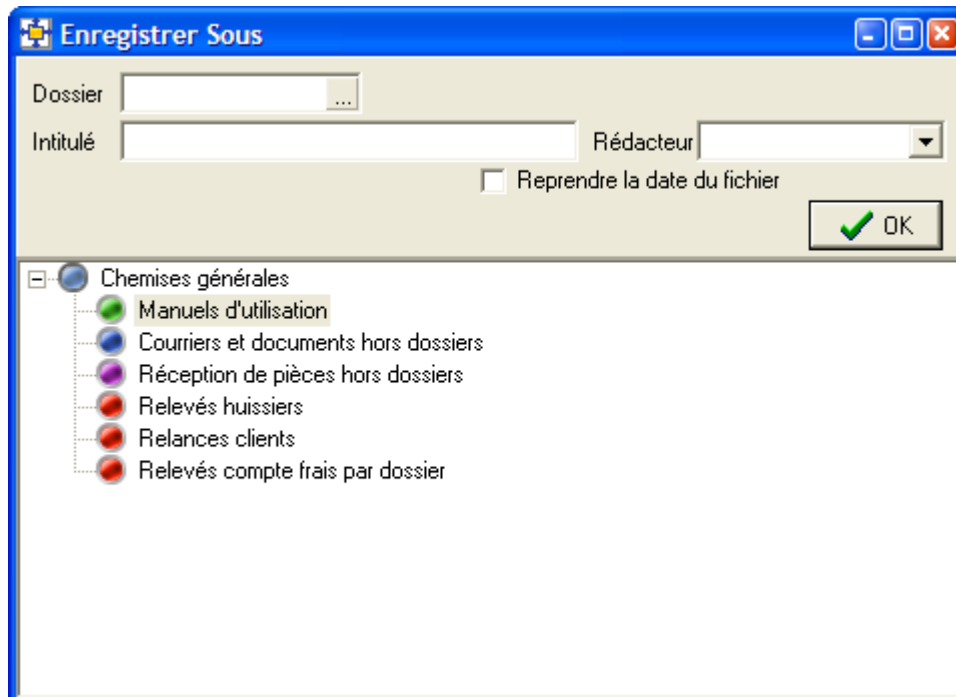 Enregistrer Sous
Dossier ...
Intitulé Rédacteur
Reprendre la date du fichier
OK
Chemises générales
Manuels d'utilisation
Courriers et documents hors dossiers
Réception de pièces hors dossiers
Relevés huissiers
Relances clients
Relevés compte frais par dossier